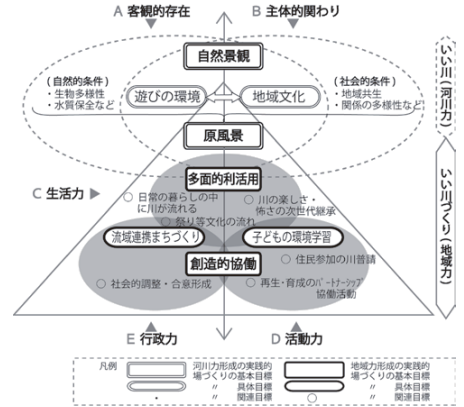 A 客観的存在
B 主体的関わり
自然景観
(自然的条件)
・生物多様性
・水質保全など
遊びの環境
地域文化
(社会的条件)
・地域共生
・関係の多様性など
原風景
いい川(河川力)
C 生活力
多面的利活用
○ 日常の暮らしの中
に川が流れる
○ 祭り等文化の流れ
○ 川の楽しさ・
怖さの次世代継承
流域連携まちづくり
子どもの環境学習
○ 住民参加の川普請
創造的協働
○ 社会的調整・合意形成
○ 再生・育成のパートナーシップ
協働活動
いい川づくり(地域力)
E 行政力
D 活動力
凡例
河川力形成の実践的
場づくりの基本目標
〃 具体目標
・ 〃 関連目標
地域力形成の実践的
場づくりの基本目標
〃 具体目標
○ 〃 関連目標